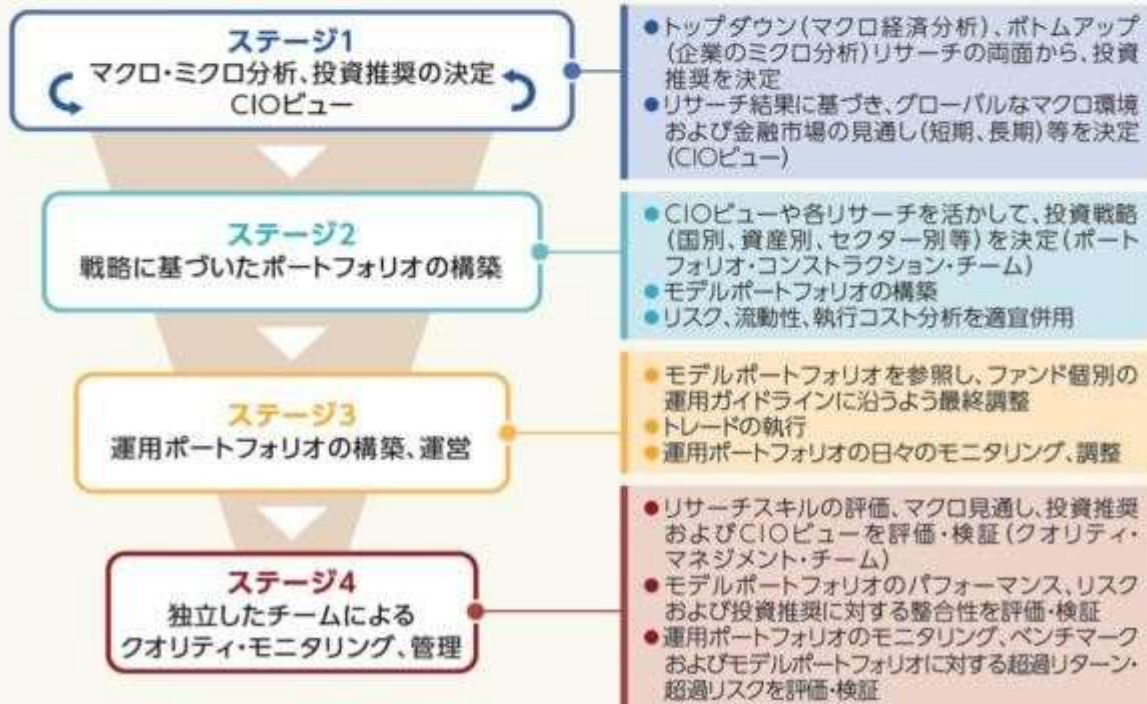 ステージ1
マクロ・ミクロ分析、投資推奨の決定
CIOビュー
●トップダウン(マクロ経済分析)、ボトムアップ
(企業のミクロ分析)リサーチの両面から、投資
推奨を決定
●リサーチ結果に基づき、グローバルなマクロ環境
および金融市場の見通し(短期、長期)等を決定
(CIOビュー)
ステージ2
戦略に基づいたポートフォリオの構築
●CIOビューや各リサーチを活かして、投資戦略
(国別、資産別、セクター別等)を決定(ポート
フォリオ・コンストラクション・チーム)
●モデルポートフォリオの構築
●リスク、流動性、執行コスト分析を適宜併用
ステージ3
運用ポートフォリオの構築、運営
●モデルポートフォリオを参照し、ファンド個別の
運用ガイドラインに沿うよう最終調整
●トレードの執行
●運用ポートフォリオの日々のモニタリング、調整
ステージ4
独立したチームによる
クオリティ・モニタリング、管理
●リサーチスキルの評価、マクロ見通し、投資推奨
およびCIOビューを評価・検証(クオリティ・
マネジメント・チーム)
●モデルポートフォリオのパフォーマンス、リスク
および投資推奨に対する整合性を評価・検証
●運用ポートフォリオのモニタリング、ベンチマーク
およびモデルポートフォリオに対する超過リターン・
超過リスクを評価・検証